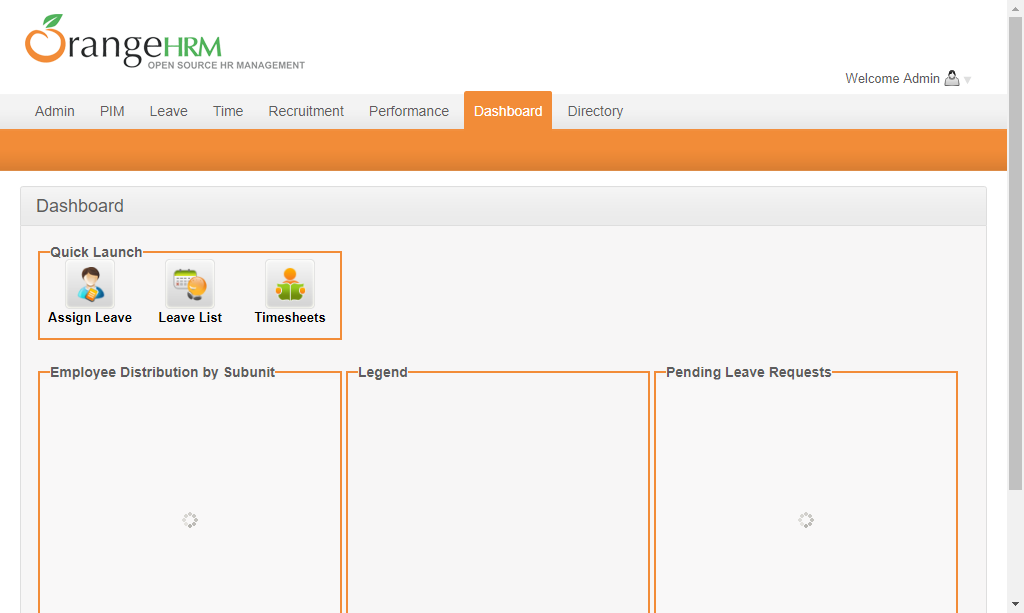 OrangeHRM
OPEN SOURCE HR MANAGEMENT
Welcome Admin
Admin PIM Leave Time Recruitment Performance Dashboard Directory
Dashboard
Quick Launch
Assign Leave Leave List Timesheets
Employee Distribution by Subunit Legend Pending Leave Requests